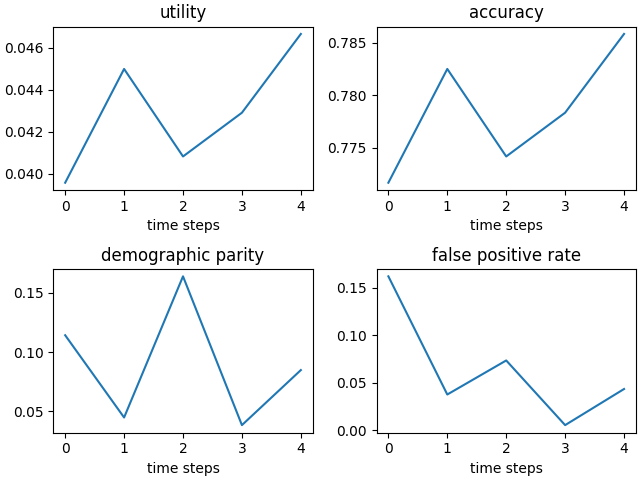 utility
0.046
0.044
0.042
0.040
0 1 2 3 4
time steps
accuracy
0.785
0.780
0.775
0 1 2 3 4
time steps
demographic parity
0.15
0.10
0.05
0 1 2 3 4
time steps
false positive rate
0.15
0.10
0.05
0.00
0 1 2 3 4
time steps